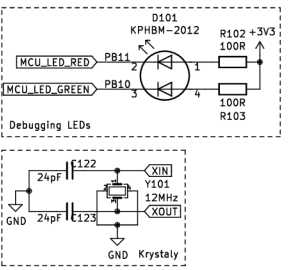 D101
KPHBM-2012
R102
100R
+3V3
MCU_LED_RED
PB11
2
1
MCU_LED_GREEN
PB10
3
4
100R
R103
Debugging LEDs
C122
24pF
XIN
Y101
12MHz
24pF
C123
XOUT
GND
GND
Krystaly